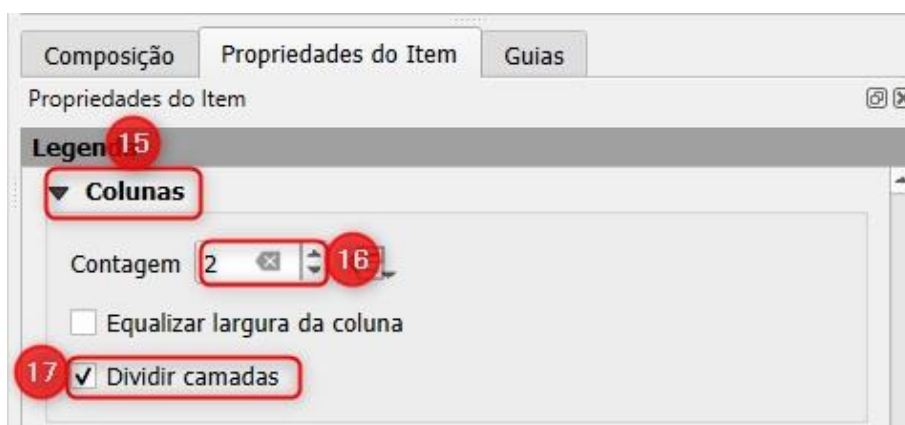 Composição Propriedades do Item Guias
Propriedades do Item
Legen 15
Colunas
Contagem 2 16
Equalizar largura da coluna
17 Dividir camadas